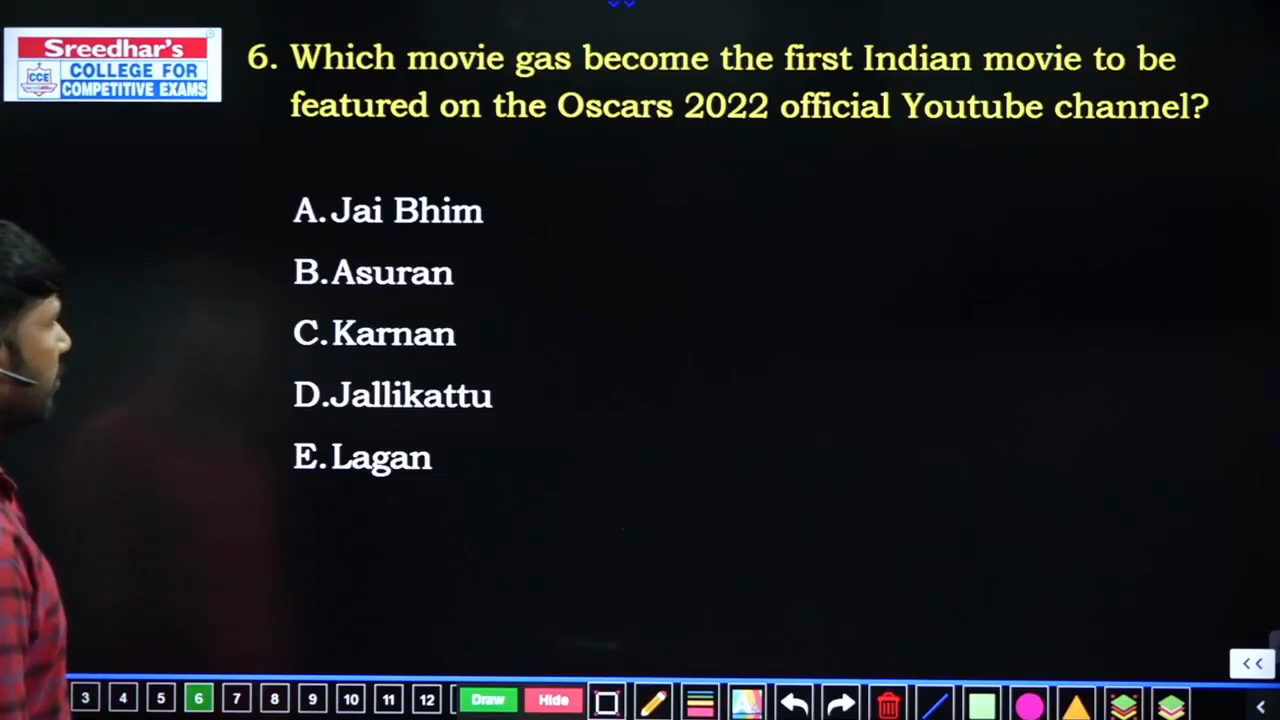 Sreedhar's
CCE
COLLEGE FOR
COMPETITIVE EXAMS
6. Which movie gas become the first Indian movie to be
featured on the Oscars 2022 official Youtube channel?
A. Jai Bhim
B. Asuran
C. Karnan
D. Jallikattu
E. Lagan
<<
3 4 5 6 7 8 9 10 11 12 Draw Hide A <